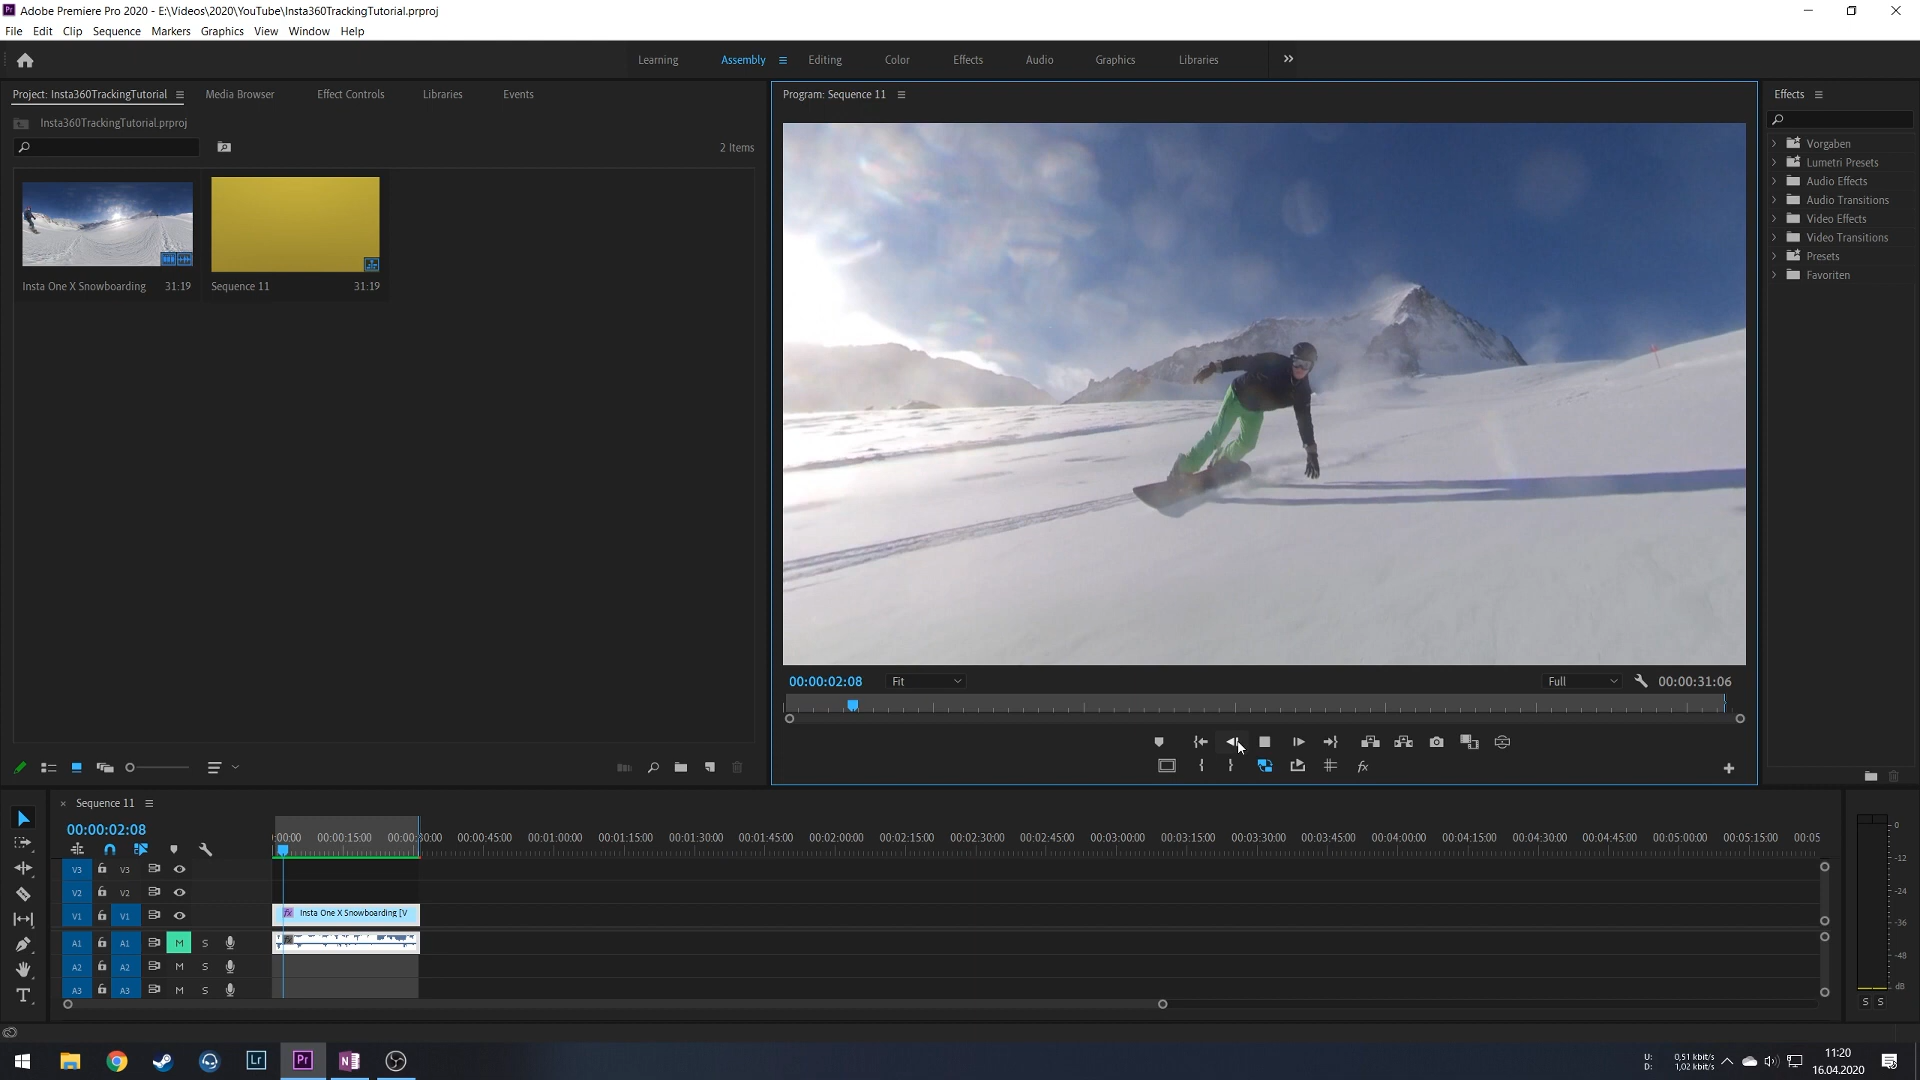 Adobe Premiere Pro 2020 - E:\Videos\2020\YouTube\Insta360TrackingTutorial.prproj
File Edit Clip Sequence Markers Graphics View Window Help
Learning Assembly Editing Color Effects Audio Graphics Libraries
Project: Insta360TrackingTutorial Media Browser Effect Controls Libraries Events
Insta360TrackingTutorial.prproj
2 Items
Insta One X Snowboarding 31:19 Sequence 11 31:19
Program: Sequence 11
00:00:02:08 Fit Full 00:00:31:06
Effects
Vorgaben
Lumetri Presets
Audio Effects
Audio Transitions
Video Effects
Video Transitions
Presets
Favoriten
Sequence 11
00:00:02:08
:00:00 00:00:15:00 00:00:30:00 00:00:45:00 00:01:00:00 00:01:15:00 00:01:30:00 00:01:45:00 00:02:00:00 00:02:15:00 00:02:30:00 00:02:45:00 00:03:00:00 00:03:15:00 00:03:30:00 00:03:45:00 00:04:00:00 00:04:15:00 00:04:30:00 00:04:45:00 00:05:00:00 00:05:15:00 00:05
V3 V3
V2 V2
V1 V1 fx Insta One X Snowboarding [V
A1 A1 M S
A2 A2 M S
A3 A3 M S
0
-12
-24
-36
-48
dB
S S
Lr Pr N
U: 0,51 kbit/s
D: 1,02 kbit/s
11:20
16.04.2020